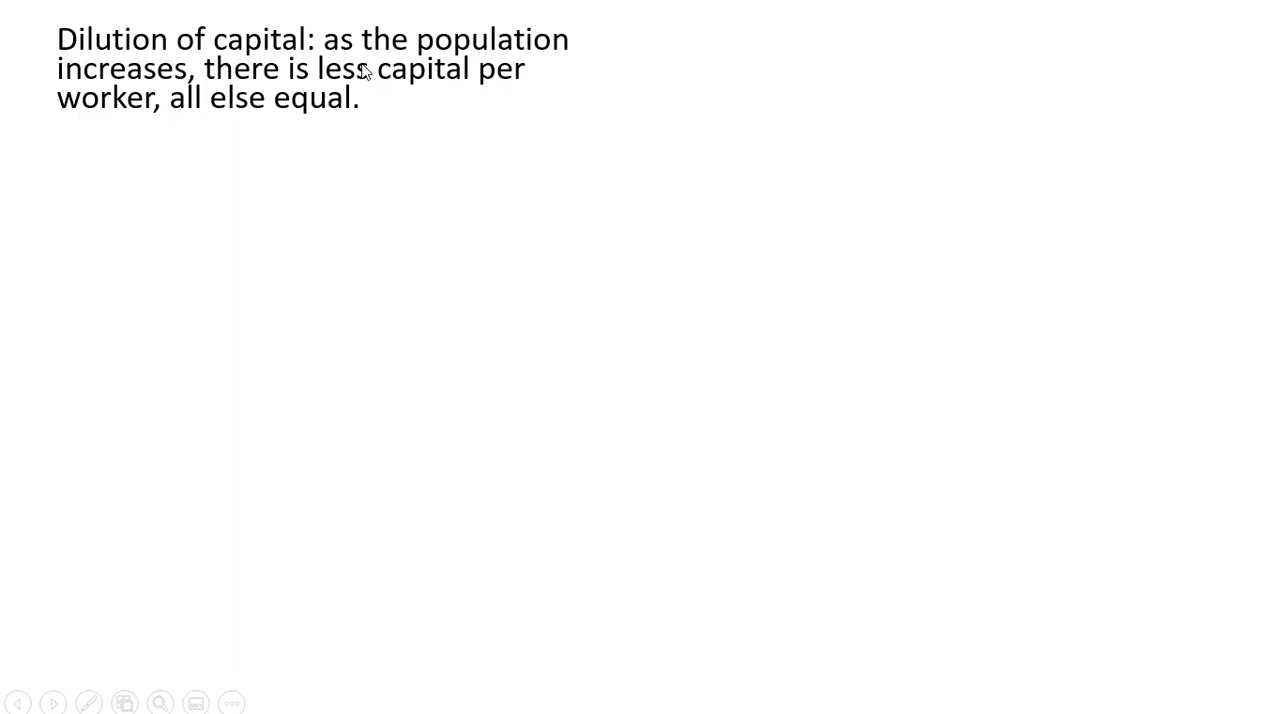 Dilution of capital: as the population
increases, there is less capital per
worker, all else equal.